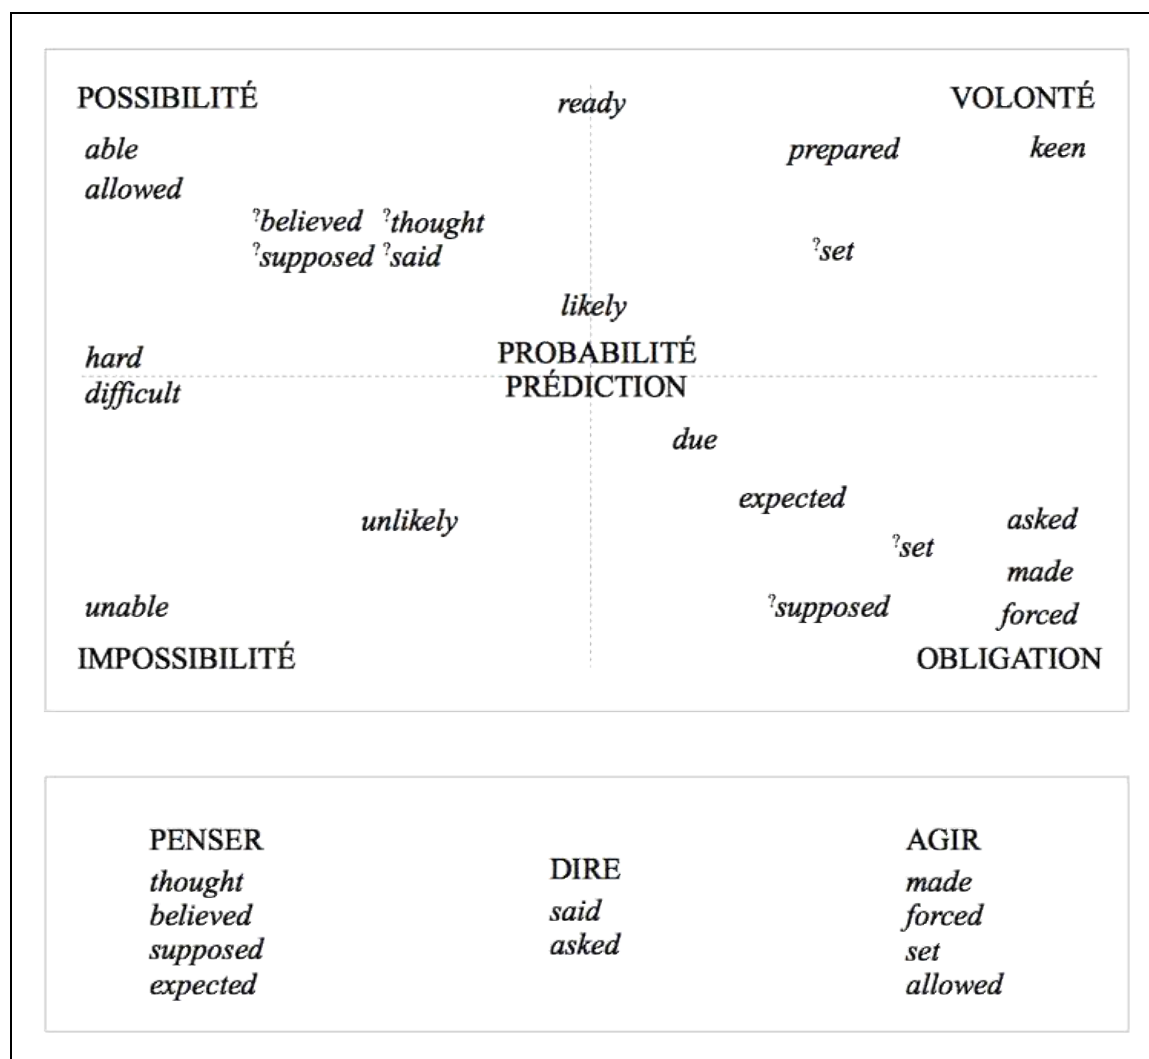 POSSIBILITÉ ready VOLONTÉ
able prepared keen
allowed
?believed ?thought
?supposed ?said ?set
likely
hard PROBABILITÉ
difficult PRÉDICTION
due
expected
unlikely asked
?set
made
unable ?supposed forced
IMPOSSIBILITÉ OBLIGATION
PENSER
thought
believed
supposed
expected
DIRE
said
asked
AGIR
made
forced
set
allowed